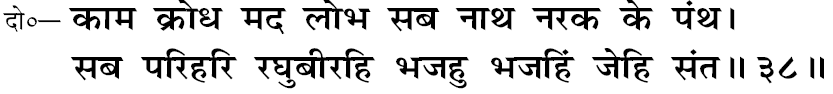 दो०— काम क्रोध मद लोभ सब नाथ नरक के पंथ।
सब परिहरि रघुबीरहि भजहु भजहिं जेहि संत॥ ३८॥